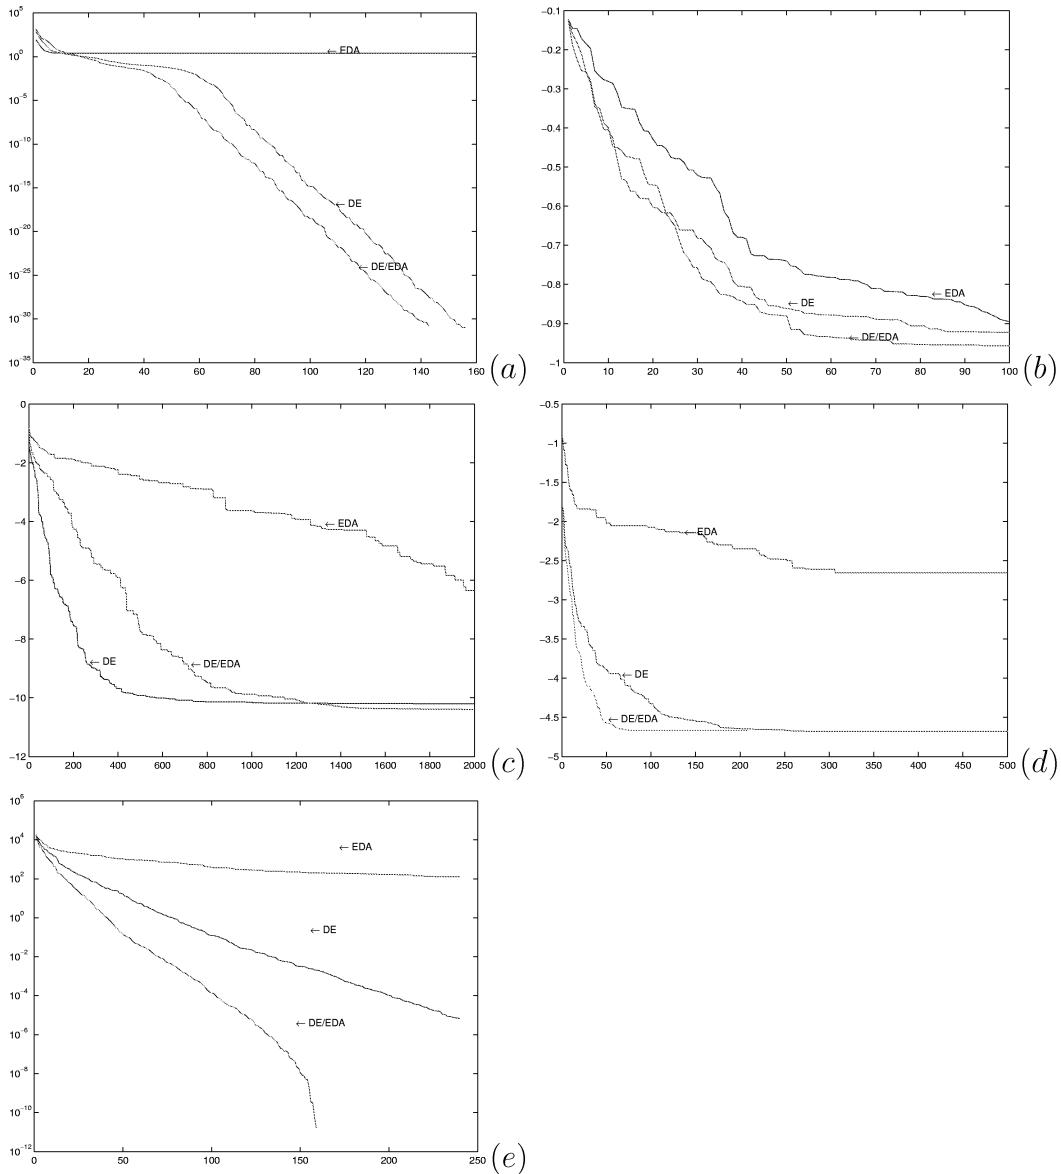 10^5
10^0
10^-5
10^-10
10^-15
10^-20
10^-25
10^-30
10^-35
0 20 40 60 80 100 120 140 160
← EDA
← DE
← DE/EDA
(a)
-0.1
-0.2
-0.3
-0.4
-0.5
-0.6
-0.7
-0.8
-0.9
-1
0 10 20 30 40 50 60 70 80 90 100
← EDA
← DE
← DE/EDA
(b)
0
-2
-4
-6
-8
-10
-12
0 200 400 600 800 1000 1200 1400 1600 1800 2000
← EDA
← DE
← DE/EDA
(c)
-0.5
-1
-1.5
-2
-2.5
-3
-3.5
-4
-4.5
-5
0 50 100 150 200 250 300 350 400 450 500
← EDA
← DE
← DE/EDA
(d)
10^6
10^4
10^2
10^0
10^-2
10^-4
10^-6
10^-8
10^-10
10^-12
0 50 100 150 200 250
← EDA
← DE
← DE/EDA
(e)